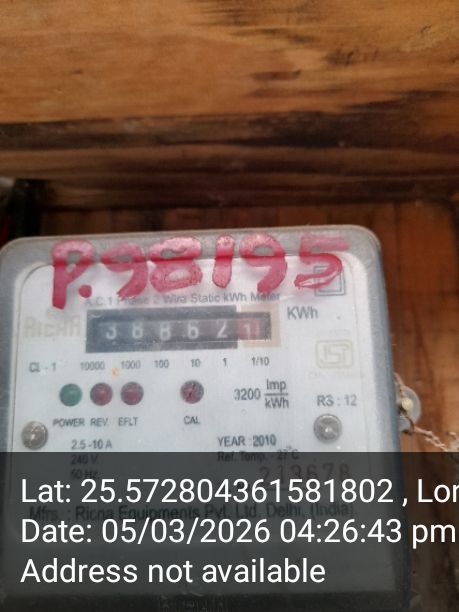 P.98195
A.C.1 Phase 2 Wire Static kWh Meter
RICHA
388621
KWh
CL - 1 10000 1000 100 10 1 1/10
3200 Imp/kWh
RS : 12
POWER REV. EFLT CAL
2.5 -10 A
YEAR : 2010
240 V
Ref. Temp. - 27°C
50 Hz
213678
Lat: 25.572804361581802 , Lon
Mfrs. : Richa Equipments Pvt. Ltd. Delhi, (India).
Date: 05/03/2026 04:26:43 pm
Address not available